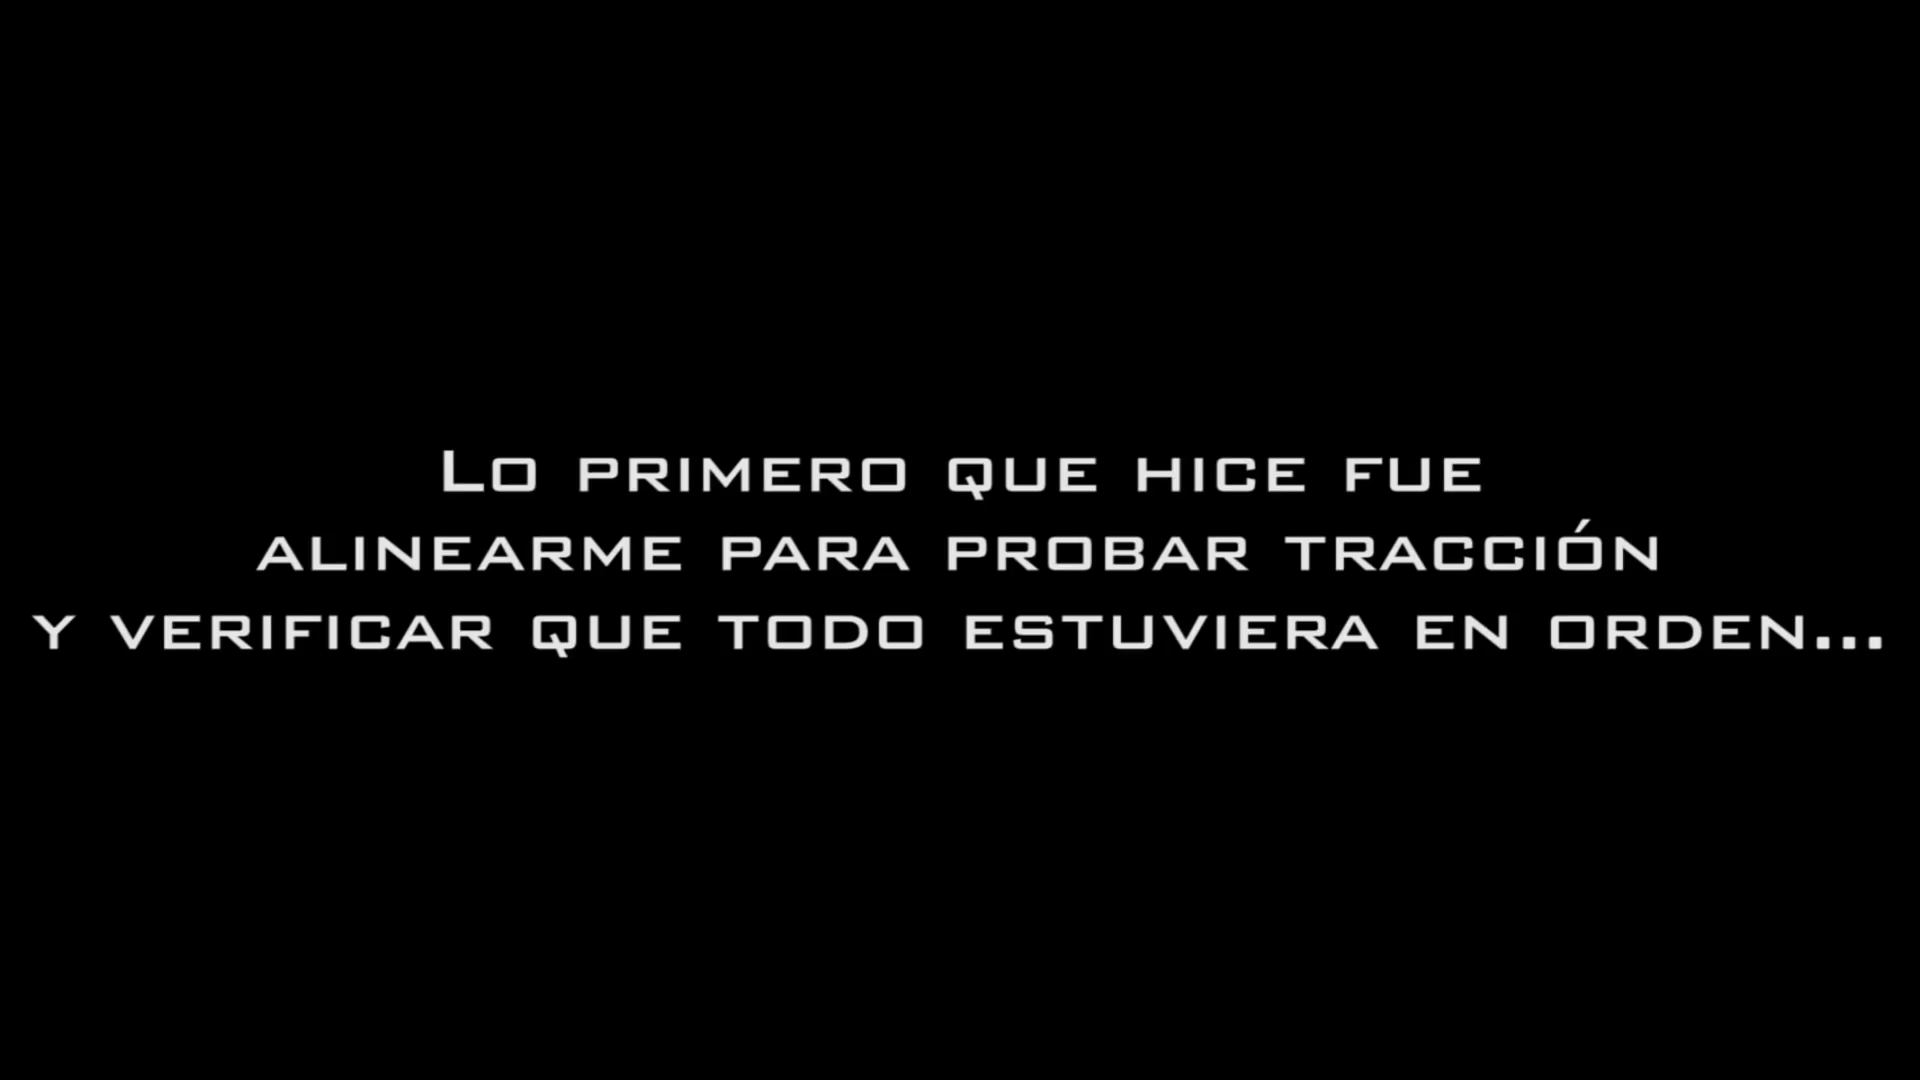 Lo primero que hice fue
alinearme para probar tracción
y verificar que todo estuviera en orden...